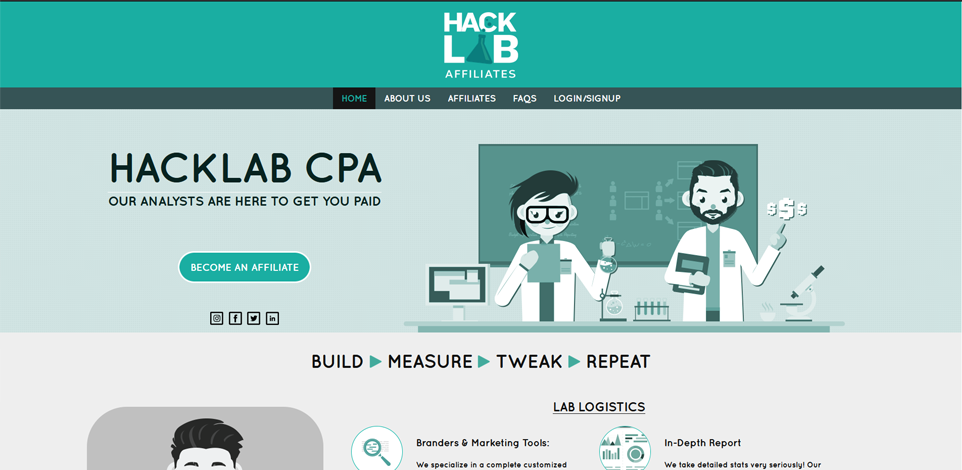 HACK
LAB
AFFILIATES
HOME ABOUT US AFFILIATES FAQS LOGIN/SIGNUP
HACKLAB CPA
OUR ANALYSTS ARE HERE TO GET YOU PAID
$ $ $
BECOME AN AFFILIATE
BUILD ▶ MEASURE ▶ TWEAK ▶ REPEAT
LAB LOGISTICS
Branders & Marketing Tools:
We specialize in a complete customized
In-Depth Report
We take detailed stats very seriously! Our